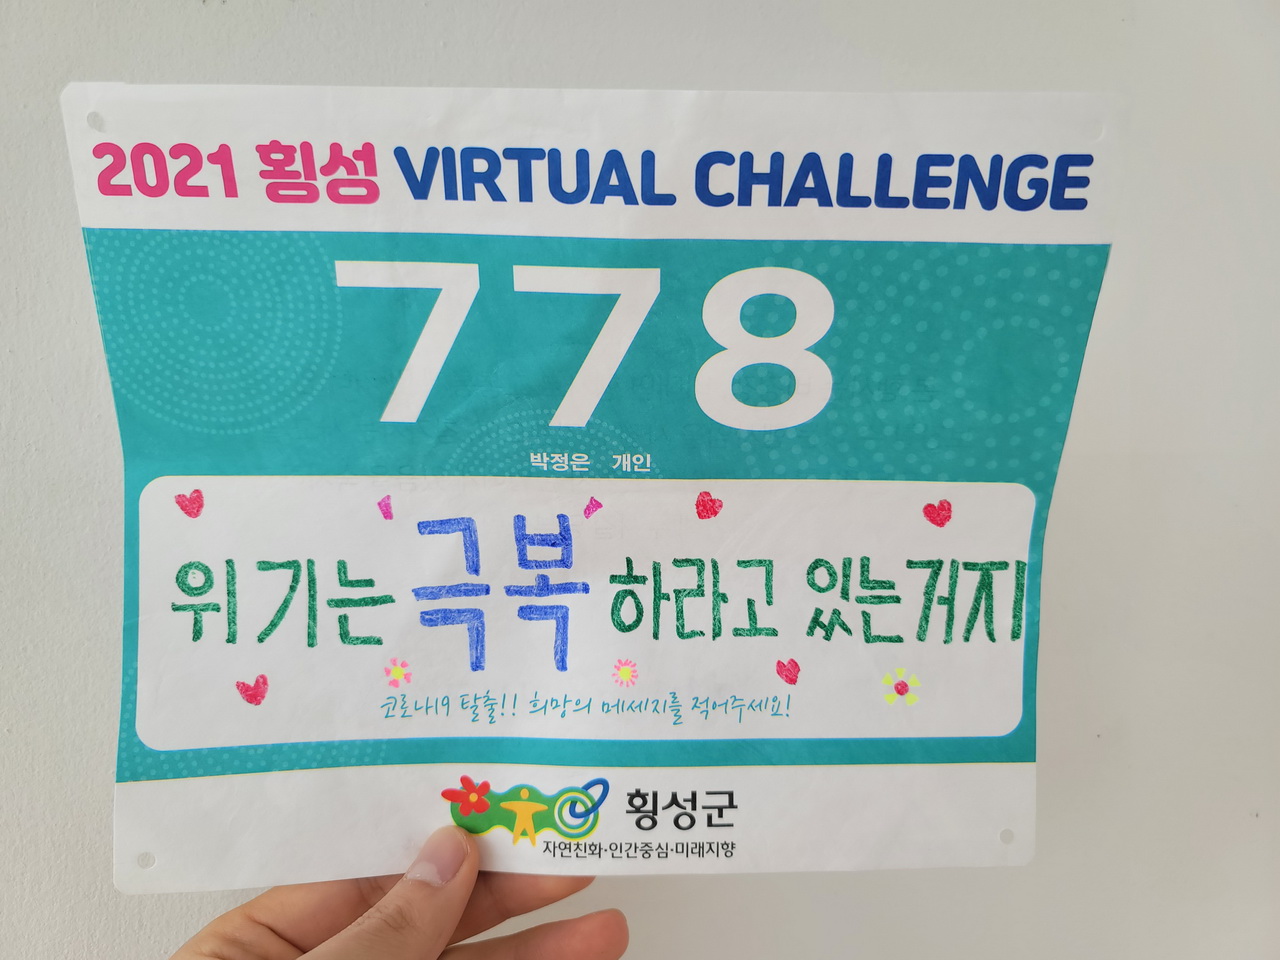 2021 횡성 VIRTUAL CHALLENGE
778
박정은 개인
위기는 극복 하라고 있는거지
코로나19 탈출!! 희망의 메세지를 적어주세요!
횡성군
자연친화·인간중심·미래지향